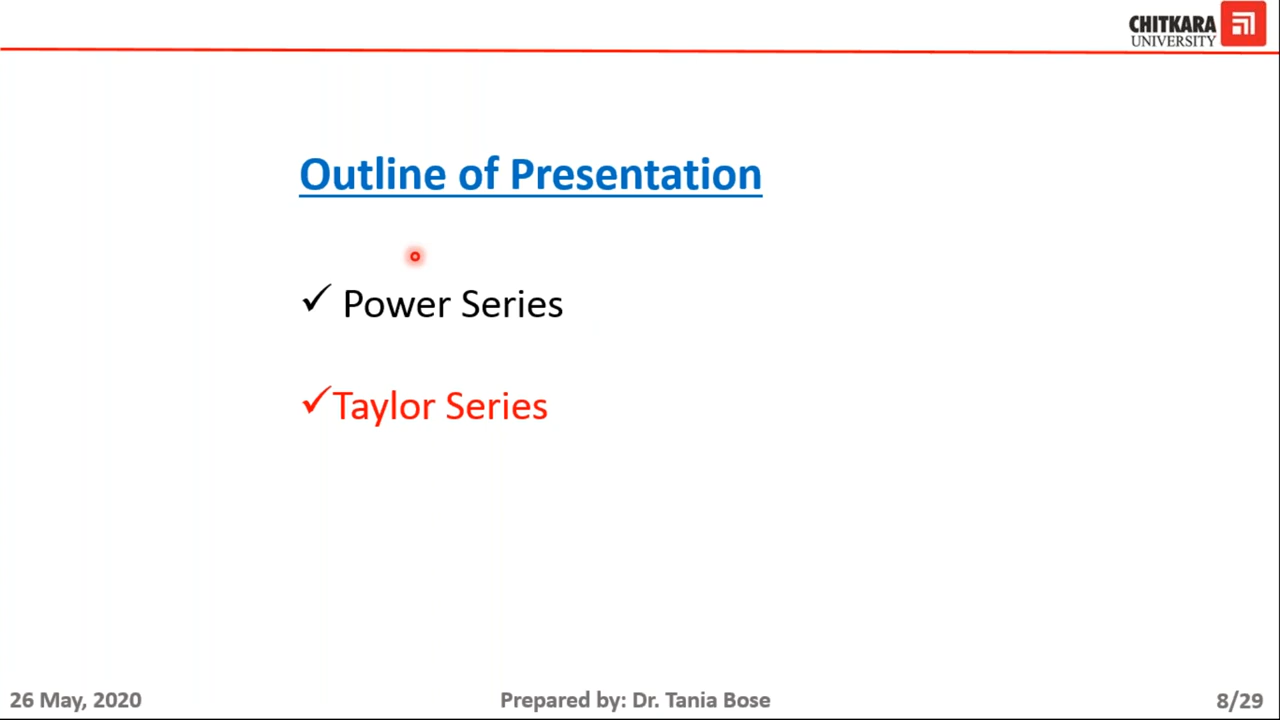 CHITKARA
UNIVERSITY
Outline of Presentation
✓ Power Series
✓Taylor Series
26 May, 2020
Prepared by: Dr. Tania Bose
8/29